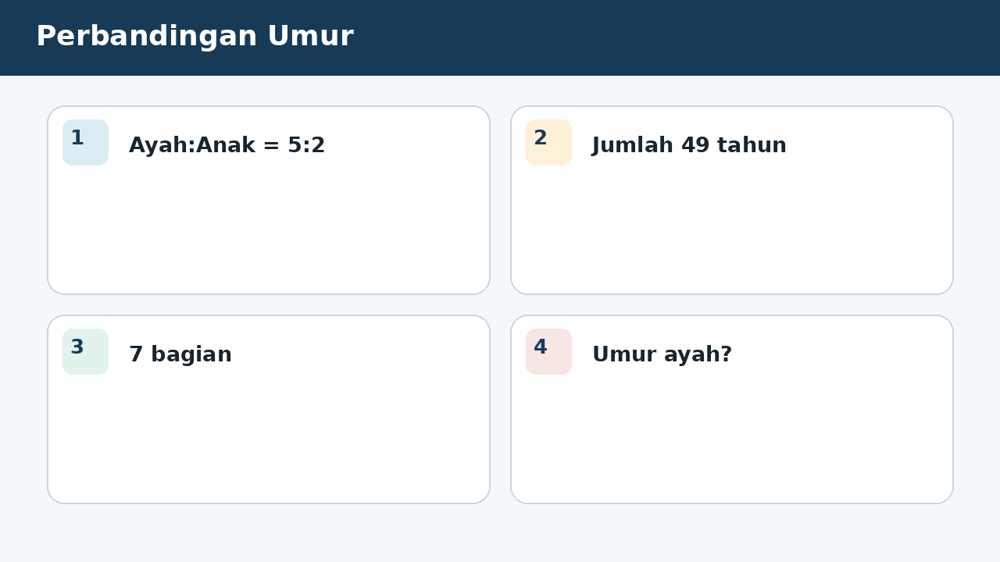 Perbandingan Umur
1
Ayah:Anak = 5:2
2
Jumlah 49 tahun
3
7 bagian
4
Umur ayah?